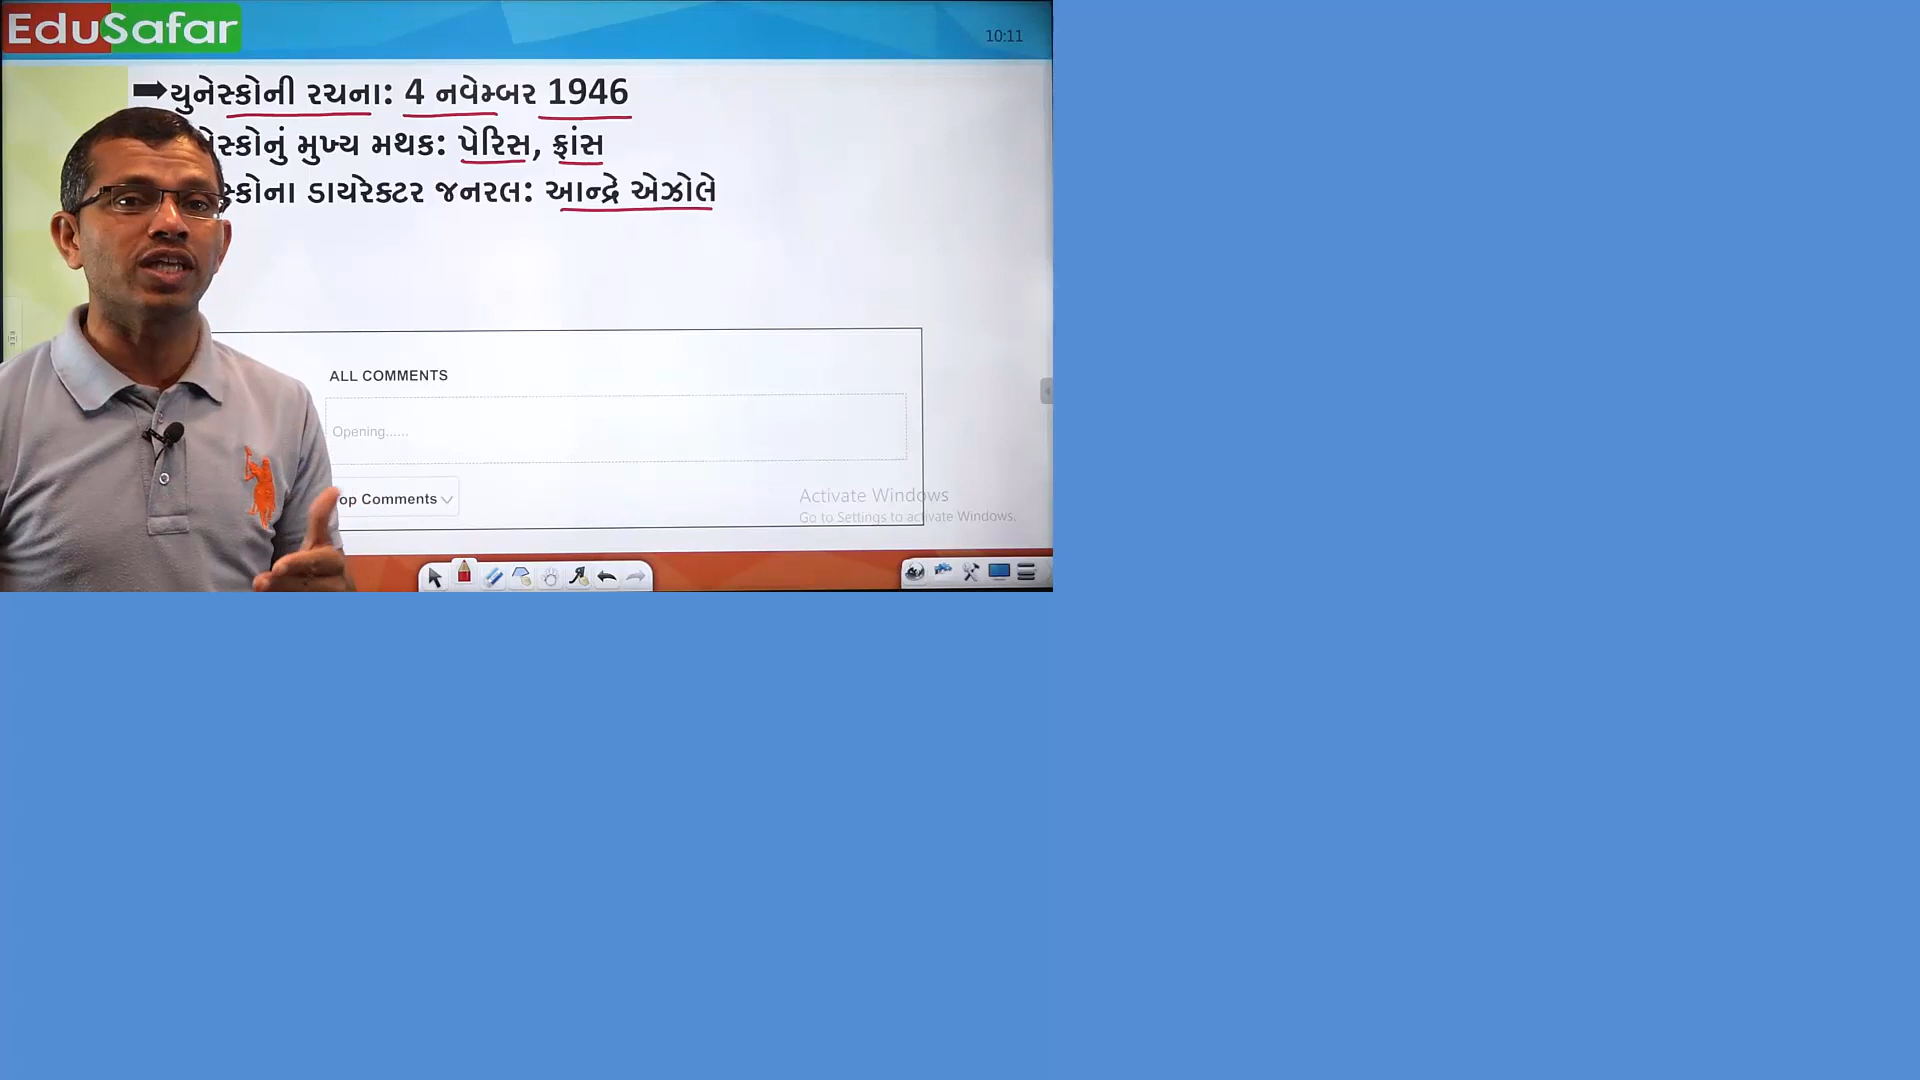 EduSafar
10:11
➡યુનેસ્કોની રચના: 4 નવેમ્બર 1946
મુખ્ય મથક: પેરિસ, ફ્રાંસ
ડાયરેક્ટર જનરલ: આન્દ્રે એઝોલે
ALL COMMENTS
Opening......
Comments
Activate Windows
Go to Settings to activate Windows.